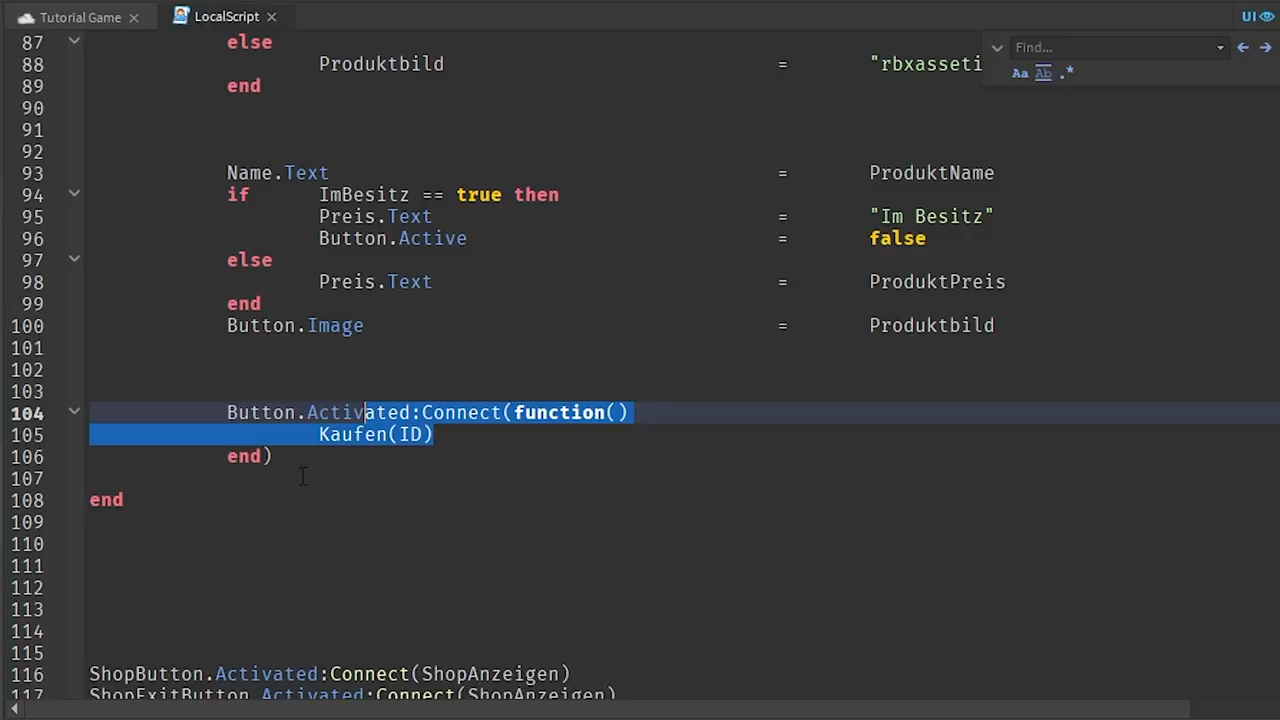 Tutorial Game
LocalScript
UI
Find...
Aa Ab .*
87 else
88 Produktbild = "rbxasseti
89 end
90
91
92
93 Name.Text = ProduktName
94 if ImBesitz == true then
95 Preis.Text = "Im Besitz"
96 Button.Active = false
97 else
98 Preis.Text = ProduktPreis
99 end
100 Button.Image = Produktbild
101
102
103
104 Button.Activated:Connect(function()
105 Kaufen(ID)
106 end)
107
108 end
109
110
111
112
113
114
115
116 ShopButton.Activated:Connect(ShopAnzeigen)
117 ShopExitButton.Activated:Connect(ShopAnzeigen)